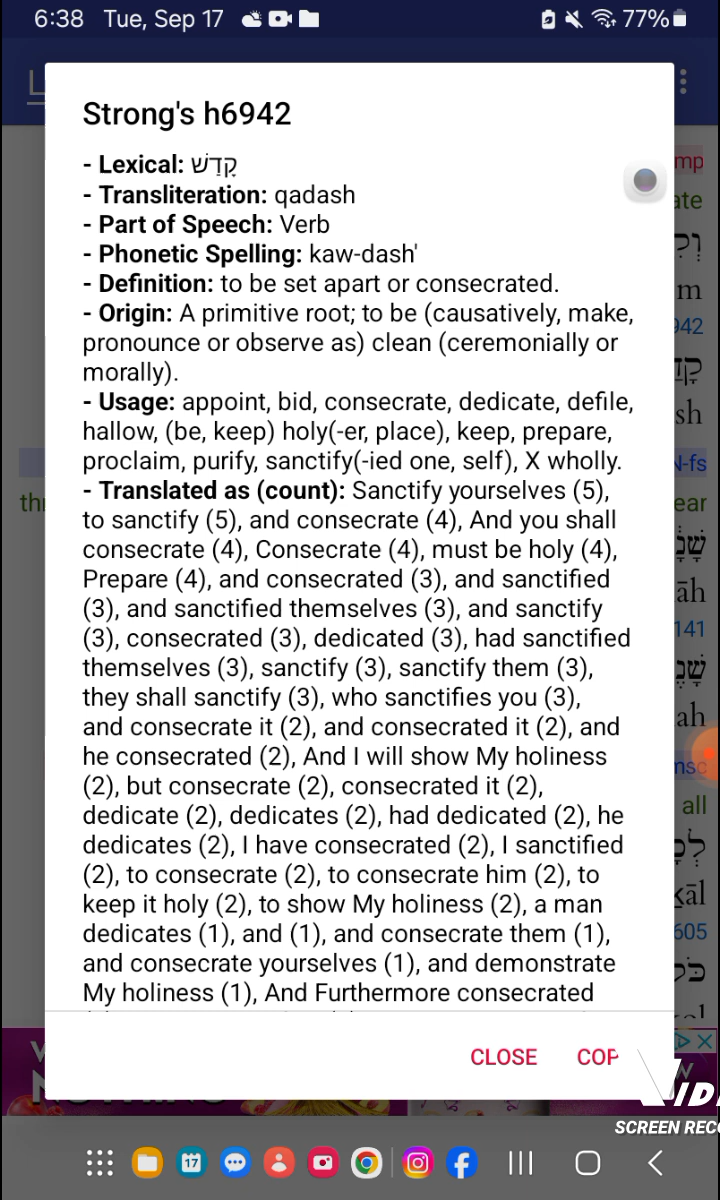 6:38 Tue, Sep 17 77%
Strong's h6942
- Lexical: קָדַשׁ
- Transliteration: qadash
- Part of Speech: Verb
- Phonetic Spelling: kaw-dash'
- Definition: to be set apart or consecrated.
- Origin: A primitive root; to be (causatively, make,
pronounce or observe as) clean (ceremonially or
morally).
- Usage: appoint, bid, consecrate, dedicate, defile,
hallow, (be, keep) holy(-er, place), keep, prepare,
proclaim, purify, sanctify(-ied one, self), X wholly.
- Translated as (count): Sanctify yourselves (5),
to sanctify (5), and consecrate (4), And you shall
consecrate (4), Consecrate (4), must be holy (4),
Prepare (4), and consecrated (3), and sanctified
(3), and sanctified themselves (3), and sanctify
(3), consecrated (3), dedicated (3), had sanctified
themselves (3), sanctify (3), sanctify them (3),
they shall sanctify (3), who sanctifies you (3),
and consecrate it (2), and consecrated it (2), and
he consecrated (2), And I will show My holiness
(2), but consecrate (2), consecrated it (2),
dedicate (2), dedicates (2), had dedicated (2), he
dedicates (2), I have consecrated (2), I sanctified
(2), to consecrate (2), to consecrate him (2), to
keep it holy (2), to show My holiness (2), a man
dedicates (1), and (1), and consecrate them (1),
and consecrate yourselves (1), and demonstrate
My holiness (1), And Furthermore consecrated
CLOSE COP
SCREEN REC
17